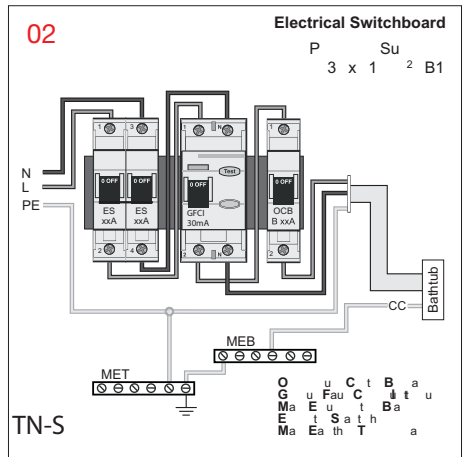 02
Electrical Switchboard
P Su
3 x 1 ² B1
1 3 1 N 1
N
L
PE
0 OFF 0 OFF 0 OFF 0 OFF
Test
ES ES GFCI OCB
xxA xxA 30mA B xxA
2 4 2 N 2
Bathtub
CC
MEB
MET
TN-S